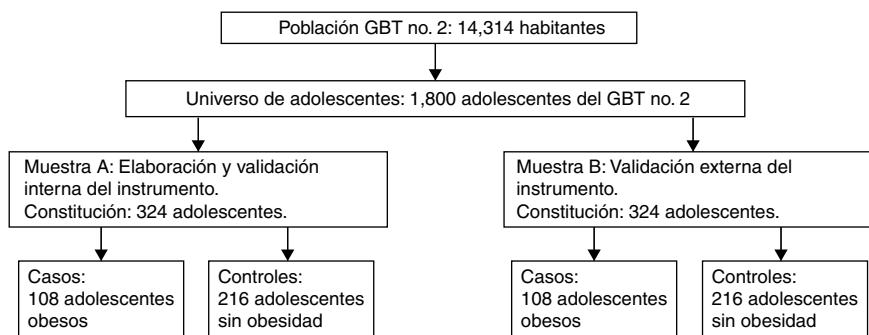 Población GBT no. 2: 14,314 habitantes
Universo de adolescentes: 1,800 adolescentes del GBT no. 2
Muestra A: Elaboración y validación
interna del instrumento.
Constitución: 324 adolescentes.
Muestra B: Validación externa del
instrumento.
Constitución: 324 adolescentes.
Casos:
108 adolescentes
obesos
Controles:
216 adolescentes
sin obesidad
Casos:
108 adolescentes
obesos
Controles:
216 adolescentes
sin obesidad